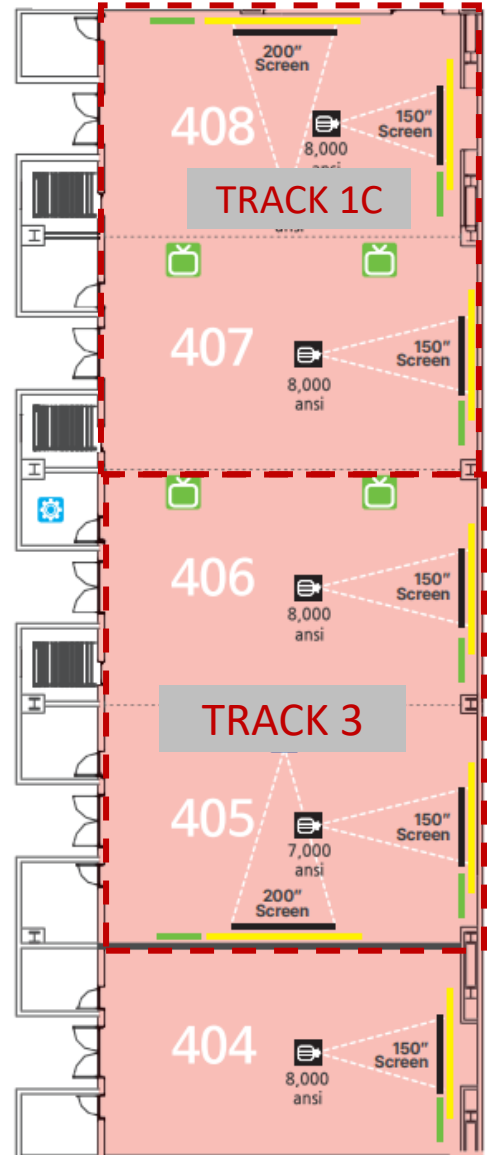 200”
Screen
408
150”
Screen
8,000
ansi
TRACK 1C
H
407
150”
Screen
8,000
ansi
H
H
406
150”
Screen
8,000
ansi
H
H
TRACK 3
405
150”
Screen
7,000
ansi
200”
Screen
H
H
404
150”
Screen
8,000
ansi
H